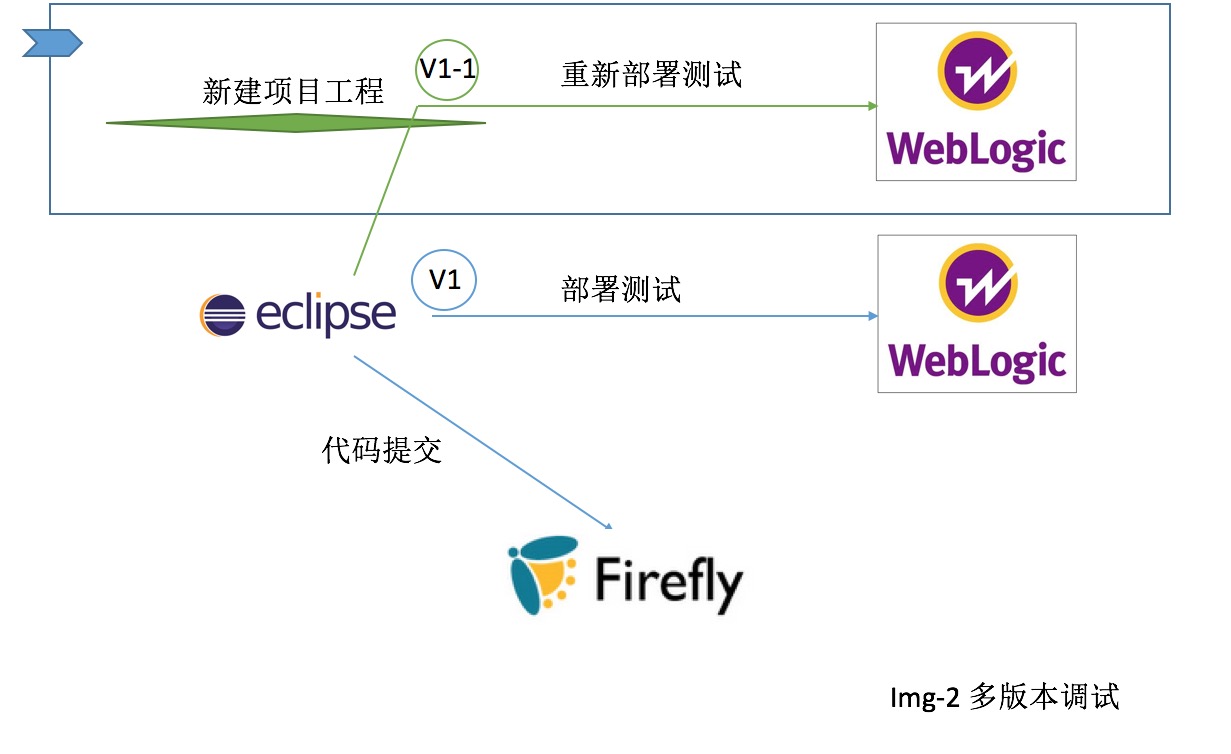 新建项目工程
V1-1
重新部署测试
WebLogic
eclipse
V1
部署测试
WebLogic
代码提交
Firefly
Img-2 多版本调试